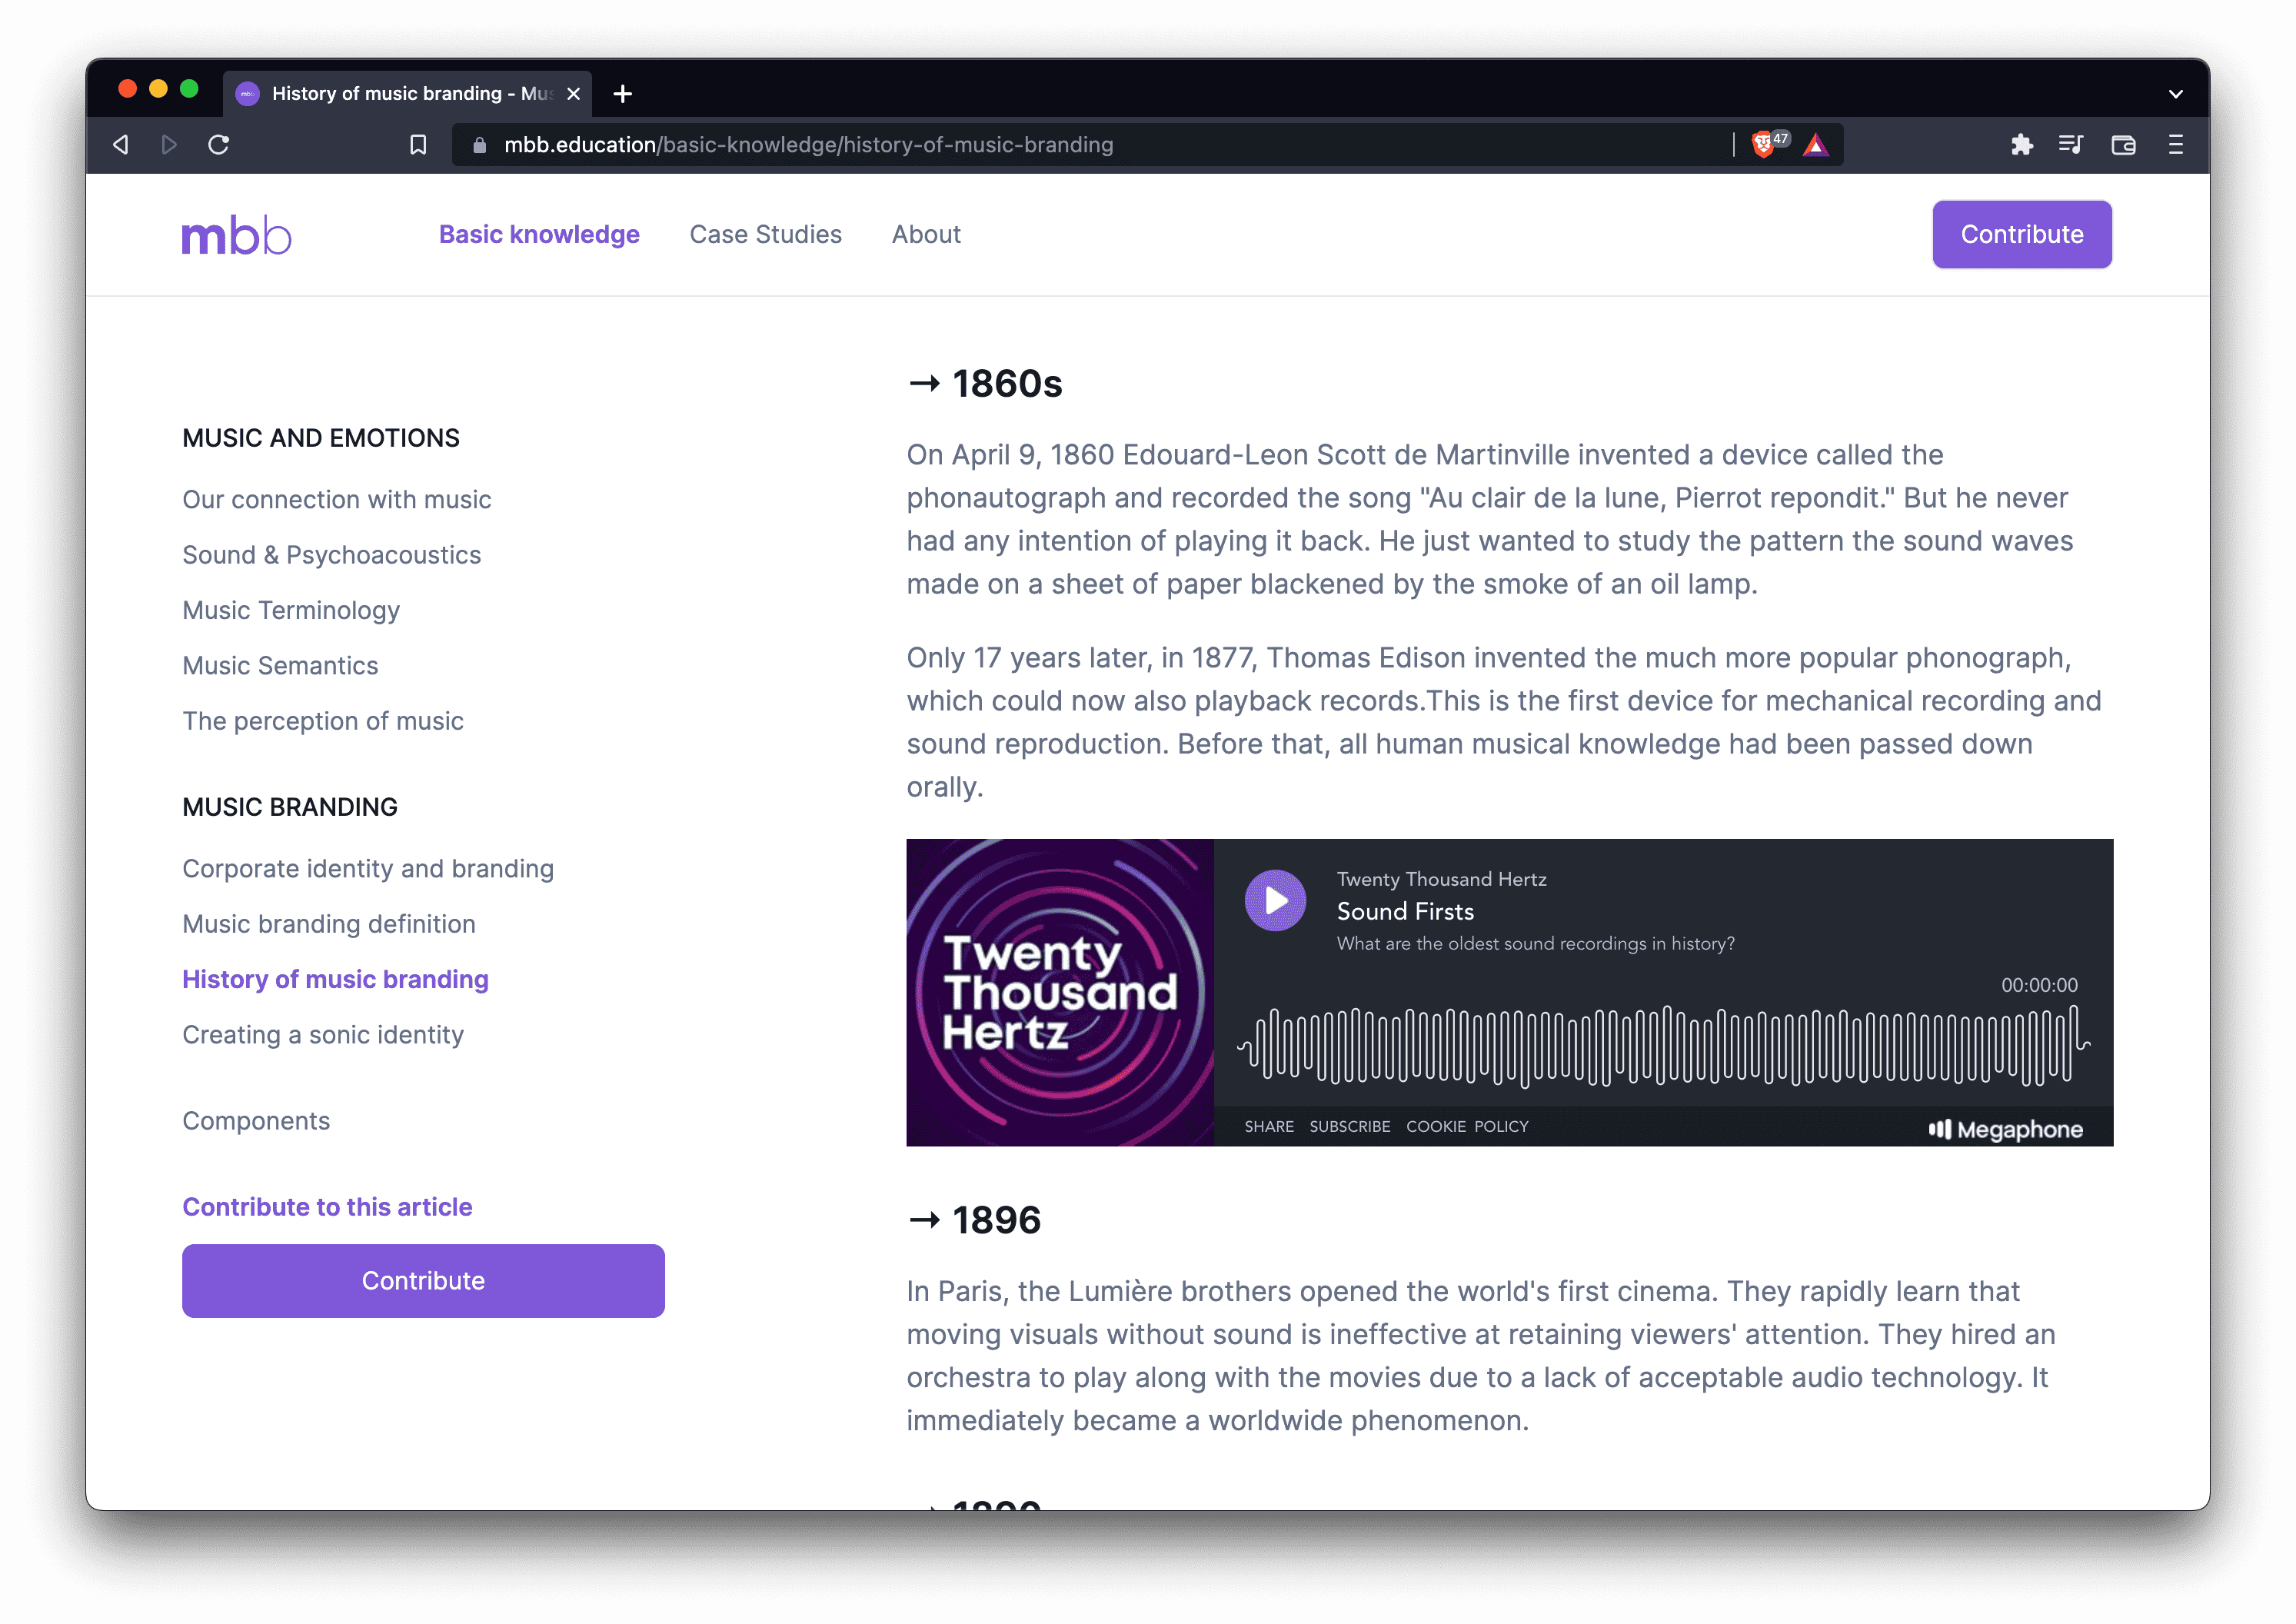 History of music branding - Mus
mbb.education/basic-knowledge/history-of-music-branding
47
mbb
Basic knowledge
Case Studies
About
Contribute
MUSIC AND EMOTIONS
Our connection with music
Sound & Psychoacoustics
Music Terminology
Music Semantics
The perception of music
MUSIC BRANDING
Corporate identity and branding
Music branding definition
History of music branding
Creating a sonic identity
Components
Contribute to this article
Contribute
→ 1860s
On April 9, 1860 Edouard-Leon Scott de Martinville invented a device called the
phonautograph and recorded the song "Au clair de la lune, Pierrot repondit." But he never
had any intention of playing it back. He just wanted to study the pattern the sound waves
made on a sheet of paper blackened by the smoke of an oil lamp.
Only 17 years later, in 1877, Thomas Edison invented the much more popular phonograph,
which could now also playback records.This is the first device for mechanical recording and
sound reproduction. Before that, all human musical knowledge had been passed down
orally.
Twenty
Thousand
Hertz
Twenty Thousand Hertz
Sound Firsts
What are the oldest sound recordings in history?
00:00:00
SHARE SUBSCRIBE COOKIE POLICY
Megaphone
→ 1896
In Paris, the Lumière brothers opened the world's first cinema. They rapidly learn that
moving visuals without sound is ineffective at retaining viewers' attention. They hired an
orchestra to play along with the movies due to a lack of acceptable audio technology. It
immediately became a worldwide phenomenon.